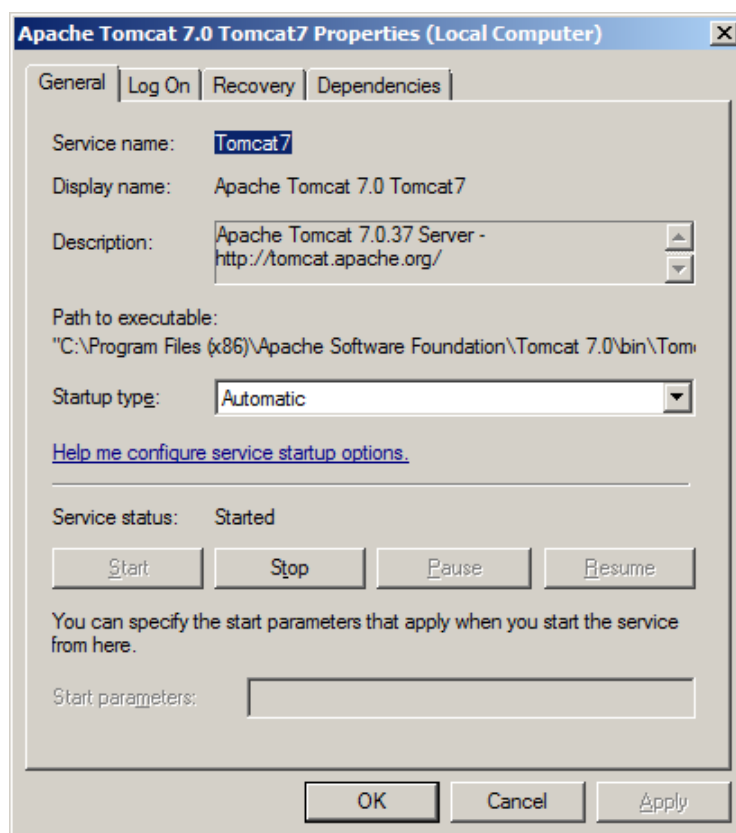 Apache Tomcat 7.0 Tomcat7 Properties (Local Computer)
General Log On Recovery Dependencies
Service name: Tomcat7
Display name: Apache Tomcat 7.0 Tomcat7
Description: Apache Tomcat 7.0.37 Server -
http://tomcat.apache.org/
Path to executable:
"C:\Program Files (x86)\Apache Software Foundation\Tomcat 7.0\bin\Tom
Startup type: Automatic
Help me configure service startup options.
Service status: Started
Start Stop Pause Resume
You can specify the start parameters that apply when you start the service
from here.
Start parameters:
OK Cancel Apply